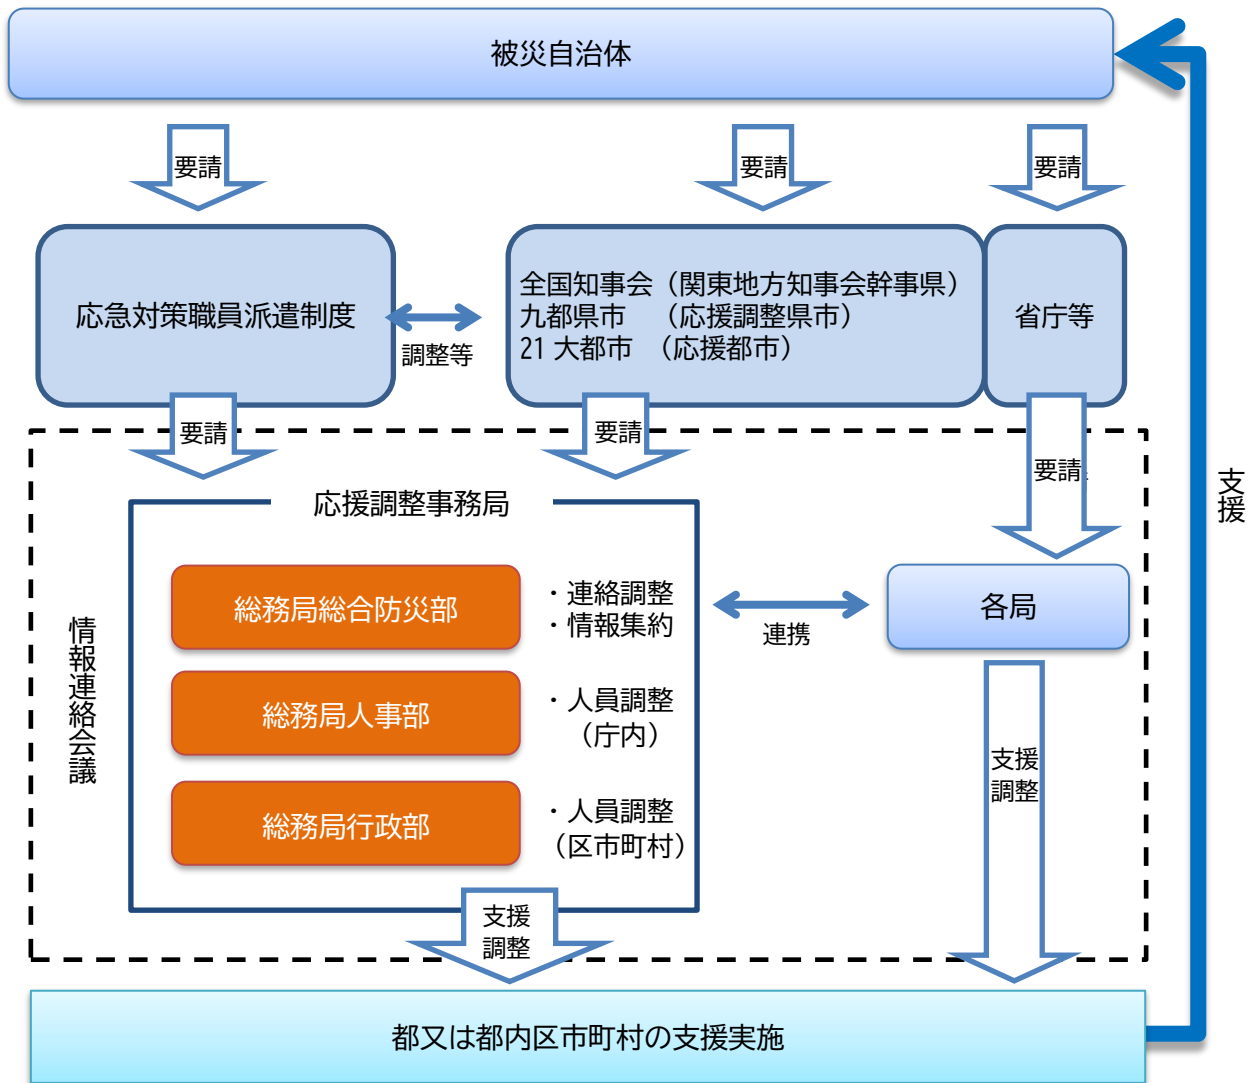 被災自治体
要請
要請
要請
応急対策職員派遣制度
調整等
全国知事会（関東地方知事会幹事県）
九都県市　（応援調整県市）
21大都市　（応援都市）
省庁等
要請
要請
要請
支援
情報連絡会議
応援調整事務局
総務局総合防災部
・連絡調整
・情報集約
総務局人事部
・人員調整
（庁内）
総務局行政部
・人員調整
（区市町村）
連携
各局
支援
調整
支援
調整
都又は都内区市町村の支援実施